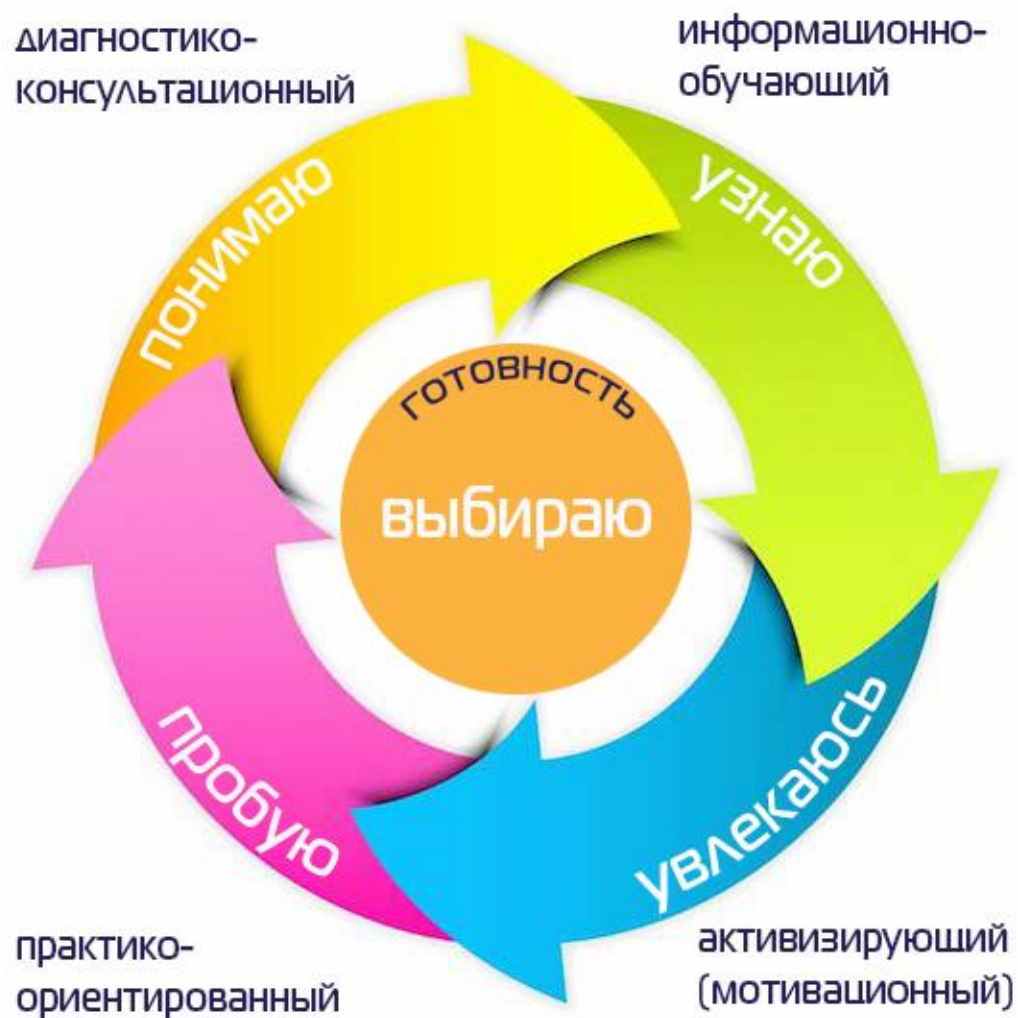 диагностико-
консультационный
информационно-
обучающий
понимаю
узнаю
готовность
выбираю
пробую
увлекаюсь
практико-
ориентированный
активизирующий
(мотивационный)